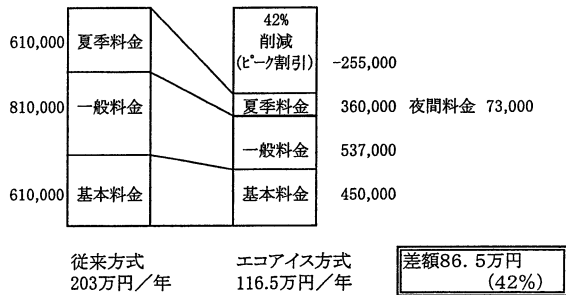 610,000
夏季料金
810,000
一般料金
610,000
基本料金
42%
削減
(ピーク割引)
-255,000
夏季料金
360,000 夜間料金 73,000
一般料金
537,000
基本料金
450,000
従来方式
203万円／年
エコアイス方式
116.5万円／年
差額86.5万円
(42%)